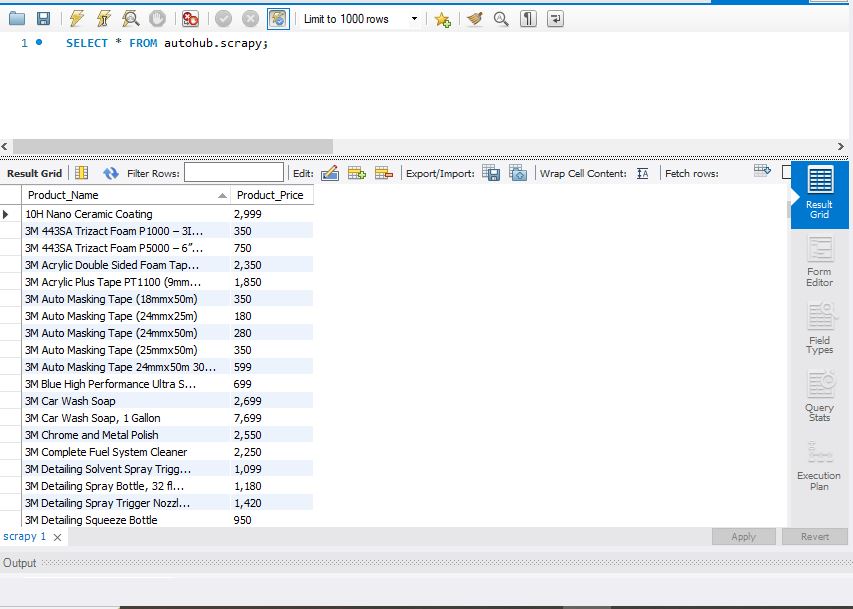 Limit to 1000 rows
1 SELECT * FROM autohub.scrapy;
Result Grid Filter Rows: Edit: Export/Import: Wrap Cell Content: Fetch rows:
Product_Name Product_Price
10H Nano Ceramic Coating 2,999
3M 443SA Trizact Foam P1000 – 3I... 350
3M 443SA Trizact Foam P5000 – 6”... 750
3M Acrylic Double Sided Foam Tap... 2,350
3M Acrylic Plus Tape PT1100 (9mm... 1,850
3M Auto Masking Tape (18mmx50m) 350
3M Auto Masking Tape (24mmx25m) 180
3M Auto Masking Tape (24mmx50m) 280
3M Auto Masking Tape (25mmx50m) 350
3M Auto Masking Tape 24mmx50m 30... 599
3M Blue High Performance Ultra S... 699
3M Car Wash Soap 2,699
3M Car Wash Soap, 1 Gallon 7,699
3M Chrome and Metal Polish 2,550
3M Complete Fuel System Cleaner 2,250
3M Detailing Solvent Spray Trigg... 1,099
3M Detailing Spray Bottle, 32 fl... 1,180
3M Detailing Spray Trigger Nozzl... 1,420
3M Detailing Squeeze Bottle 950
Result
Grid
Form
Editor
Field
Types
Query
Stats
Execution
Plan
scrapy 1 Apply Revert
Output